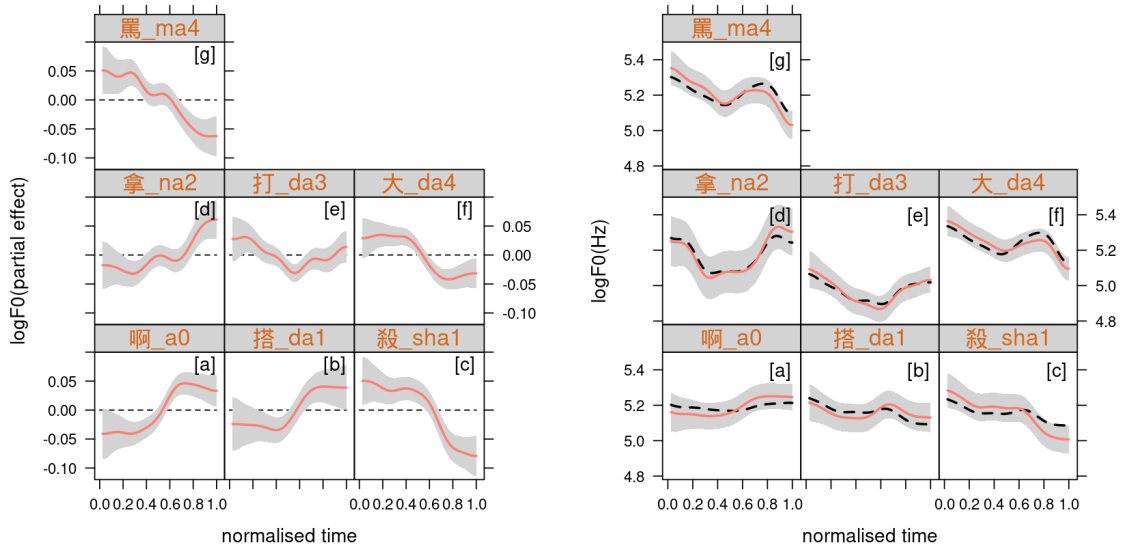 罵_ma4
[g]
0.05
0.00
-0.05
-0.10
拿_na2 打_da3 大_da4
[d] [e] [f]
0.05
0.00
-0.05
-0.10
啊_a0 搭_da1 殺_sha1
[a] [b] [c]
0.05
0.00
-0.05
-0.10
0.0 0.2 0.4 0.6 0.8 1.0 0.0 0.2 0.4 0.6 0.8 1.0
normalised time
logF0(partial effect)
罵_ma4
[g]
5.4
5.2
5.0
4.8
拿_na2 打_da3 大_da4
[d] [e] [f]
5.4
5.2
5.0
4.8
啊_a0 搭_da1 殺_sha1
[a] [b] [c]
5.4
5.2
5.0
4.8
0.0 0.2 0.4 0.6 0.8 1.0 0.0 0.2 0.4 0.6 0.8 1.0
normalised time
logF0(Hz)